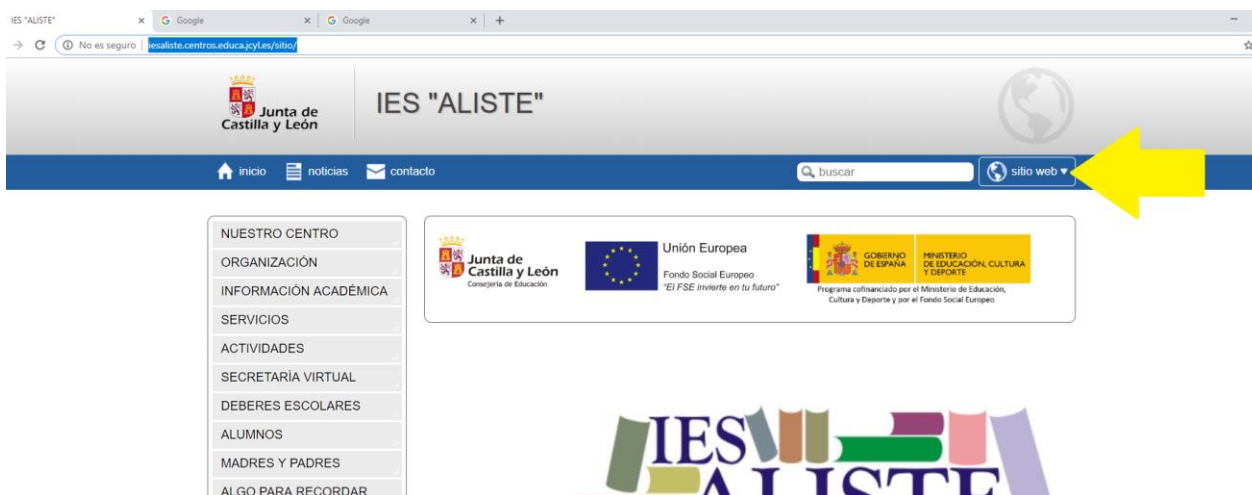 IES "ALISTE"
Google
Google
No es seguro
iesaliste.centros.educa.jcyl.es/sitio/
Junta de
Castilla y León
IES "ALISTE"
inicio
noticias
contacto
buscar
sitio web
NUESTRO CENTRO
ORGANIZACIÓN
INFORMACIÓN ACADÉMICA
SERVICIOS
ACTIVIDADES
SECRETARÍA VIRTUAL
DEBERES ESCOLARES
ALUMNOS
MADRES Y PADRES
ALGO PARA RECORDAR
Junta de
Castilla y León
Consejería de Educación
Unión Europea
Fondo Social Europeo
"El FSE invierte en tu futuro"
GOBIERNO
DE ESPAÑA
MINISTERIO
DE EDUCACIÓN, CULTURA
Y DEPORTE
Programa cofinanciado por el Ministerio de Educación,
Cultura y Deporte y por el Fondo Social Europeo
IES
ALISTE